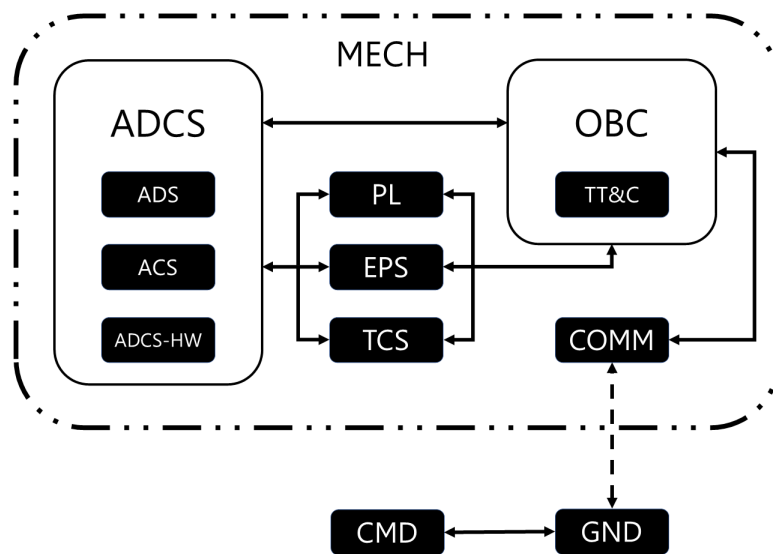 MECH
ADCS
OBC
ADS
PL
TT&C
ACS
EPS
ADCS-HW
TCS
COMM
CMD
GND